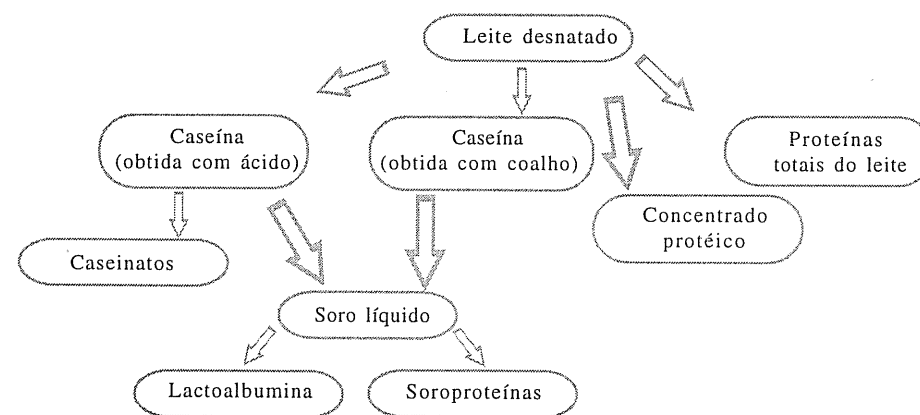 Leite desnatado
Caseína
(obtida com ácido)
Caseína
(obtida com coalho)
Proteínas
totais do leite
Concentrado
protéico
Caseinatos
Soro líquido
Lactoalbumina
Soroproteínas